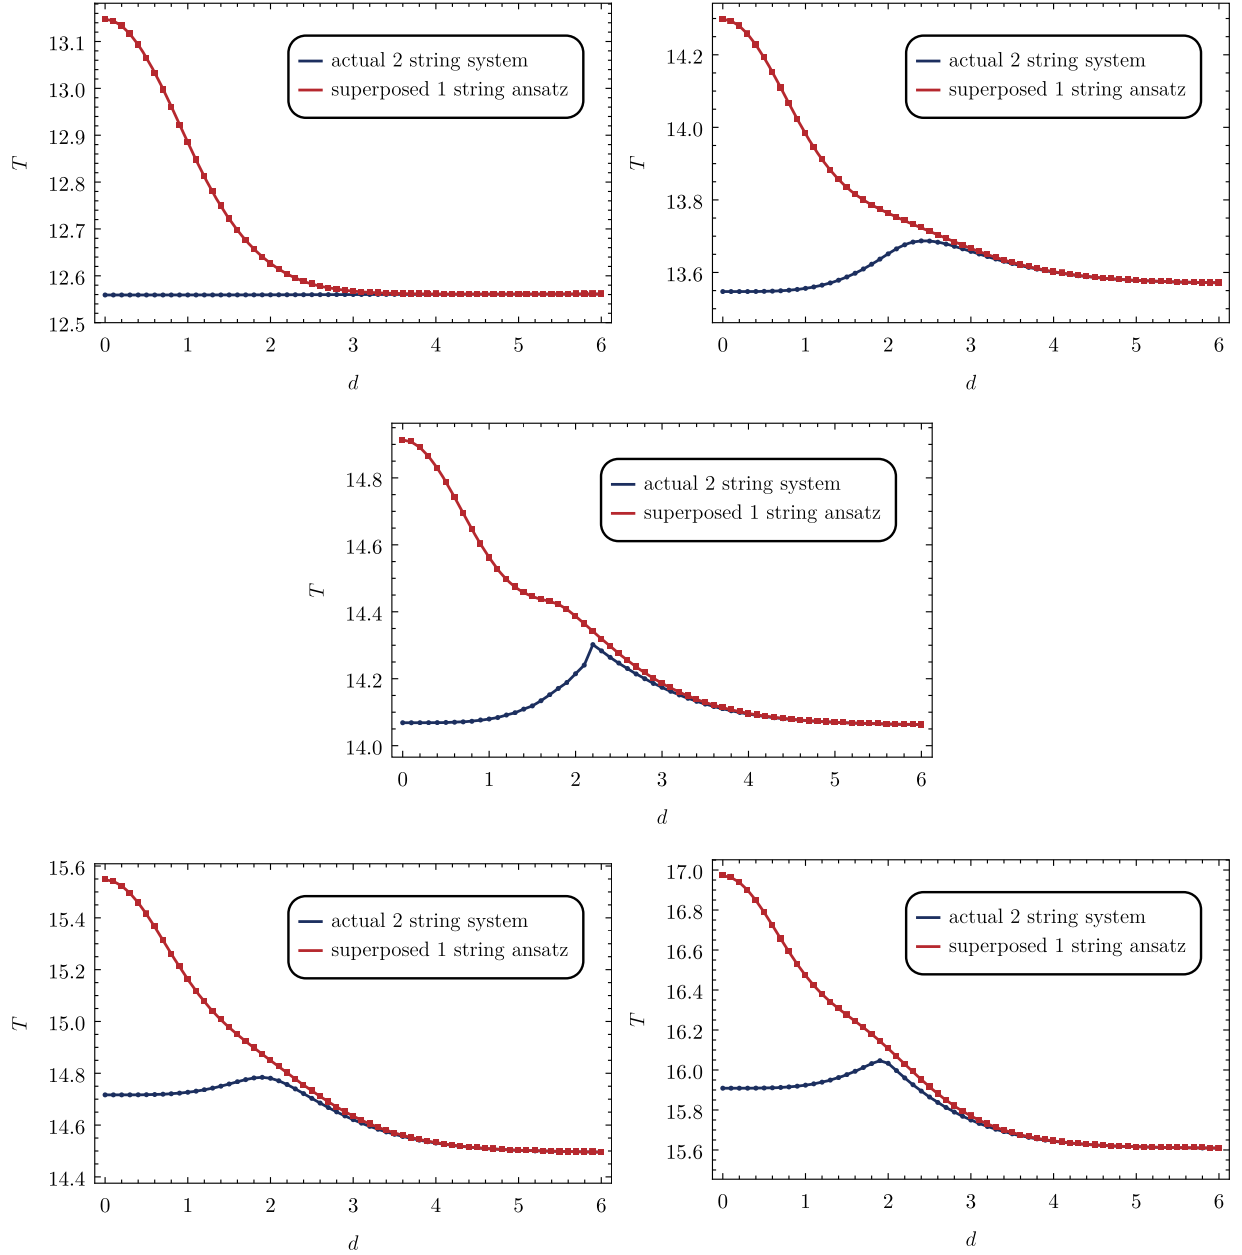 13.1
13.0
12.9
12.8
12.7
12.6
12.5
T
actual 2 string system
superposed 1 string ansatz
0 1 2 3 4 5 6
d
14.2
14.0
13.8
13.6
T
actual 2 string system
superposed 1 string ansatz
0 1 2 3 4 5 6
d
14.8
14.6
14.4
14.2
14.0
T
actual 2 string system
superposed 1 string ansatz
0 1 2 3 4 5 6
d
15.6
15.4
15.2
15.0
14.8
14.6
14.4
T
actual 2 string system
superposed 1 string ansatz
0 1 2 3 4 5 6
d
17.0
16.8
16.6
16.4
16.2
16.0
15.8
15.6
T
actual 2 string system
superposed 1 string ansatz
0 1 2 3 4 5 6
d